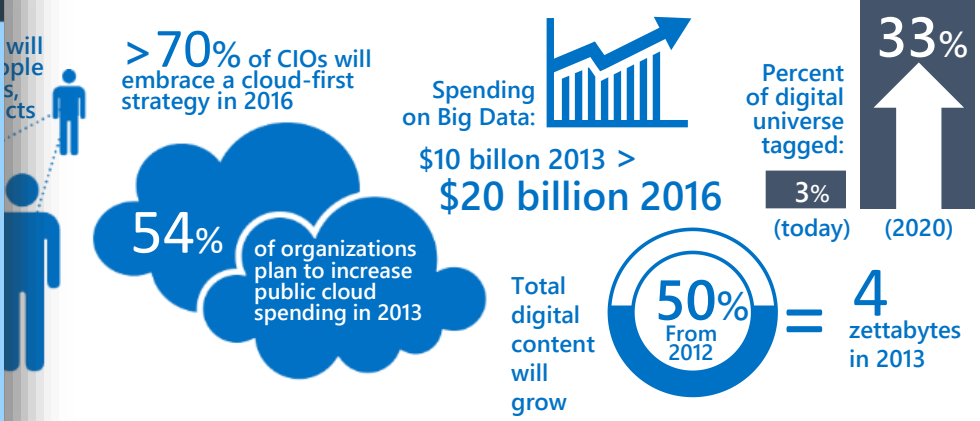 will
s,
cts
>70% of CIOs will
embrace a cloud-first
strategy in 2016
54%
of organizations
plan to increase
public cloud
spending in 2013
Spending
on Big Data:
$10 billon 2013 >
$20 billion 2016
Percent
of digital
universe
tagged:
3%
(today)
33%
(2020)
Total
digital
content
will
grow
50%
From
2012
=
4
zettabytes
in 2013